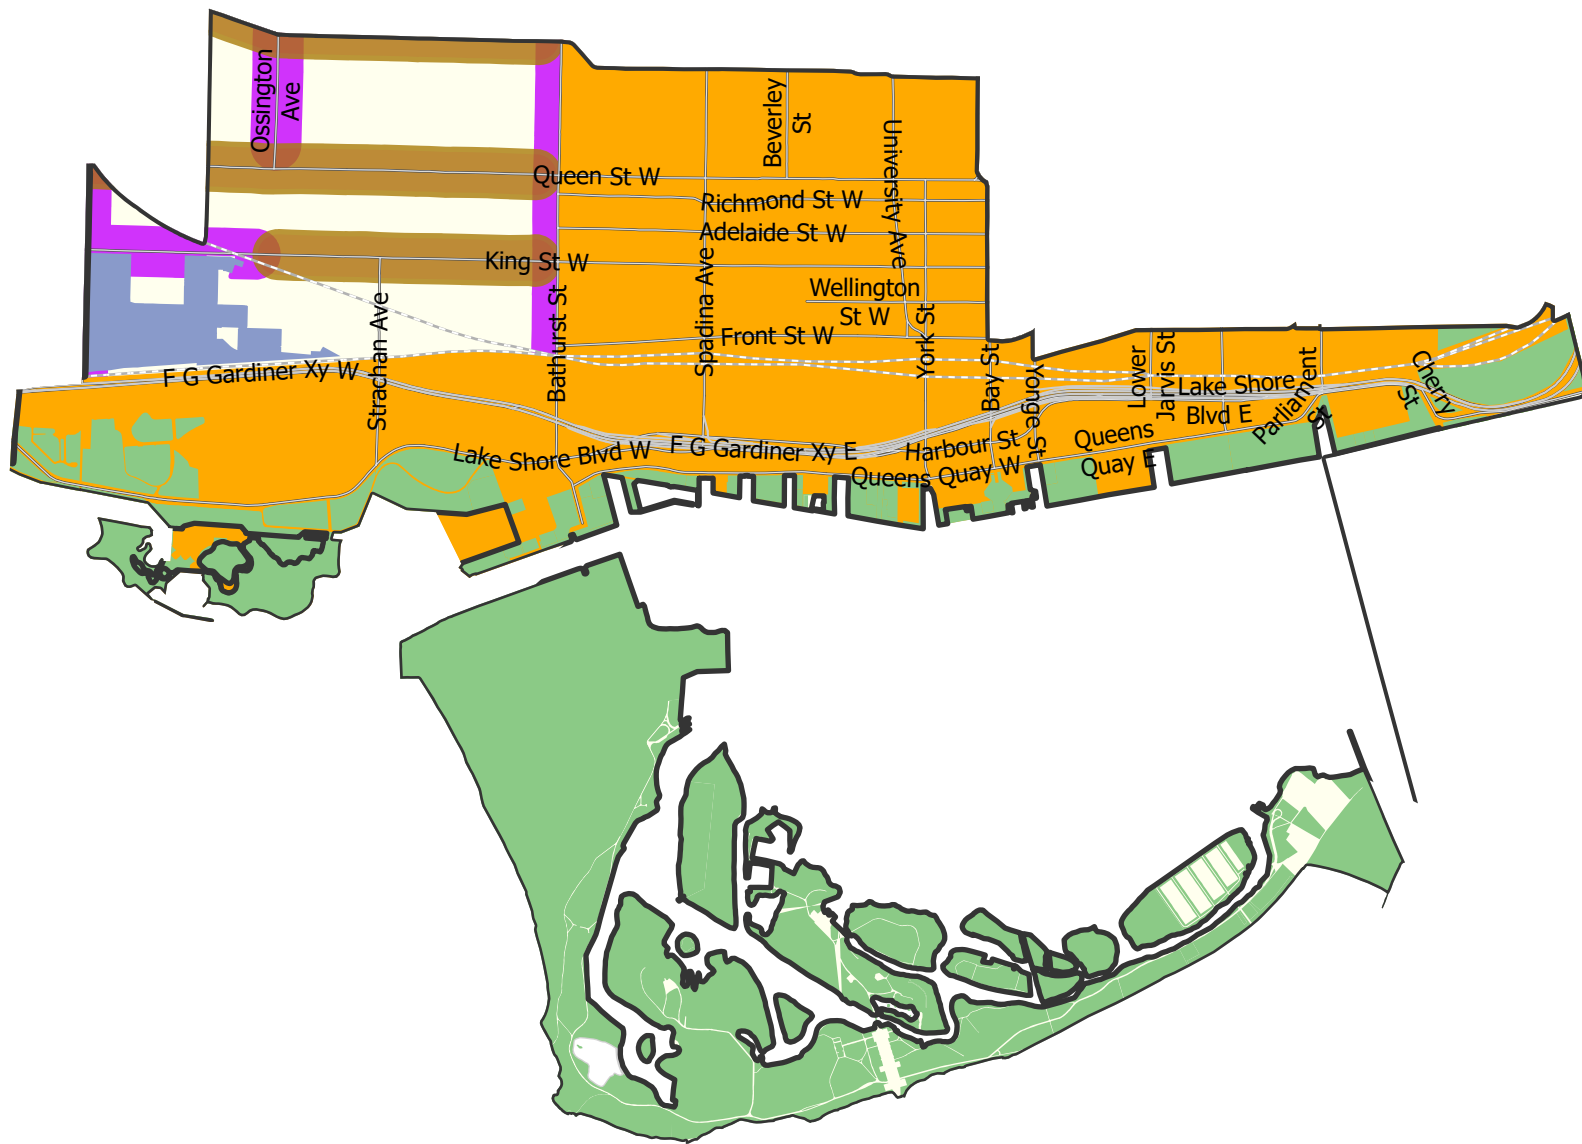 Ossington
Ave
Beverley
St
University Ave
Queen St W
Richmond St W
Adelaide St W
King St W
Spadina Ave
Wellington
St W
Strachan Ave
Bathurst St
Front St W
York St
Bay St
Yonge St
Lower
Jarvis St
F G Gardiner Xy W
Lake Shore
Blvd E
Parliament
St
Cherry
St
Lake Shore Blvd W
F G Gardiner Xy E
Harbour St
Queens Quay W
Queens
Quay E